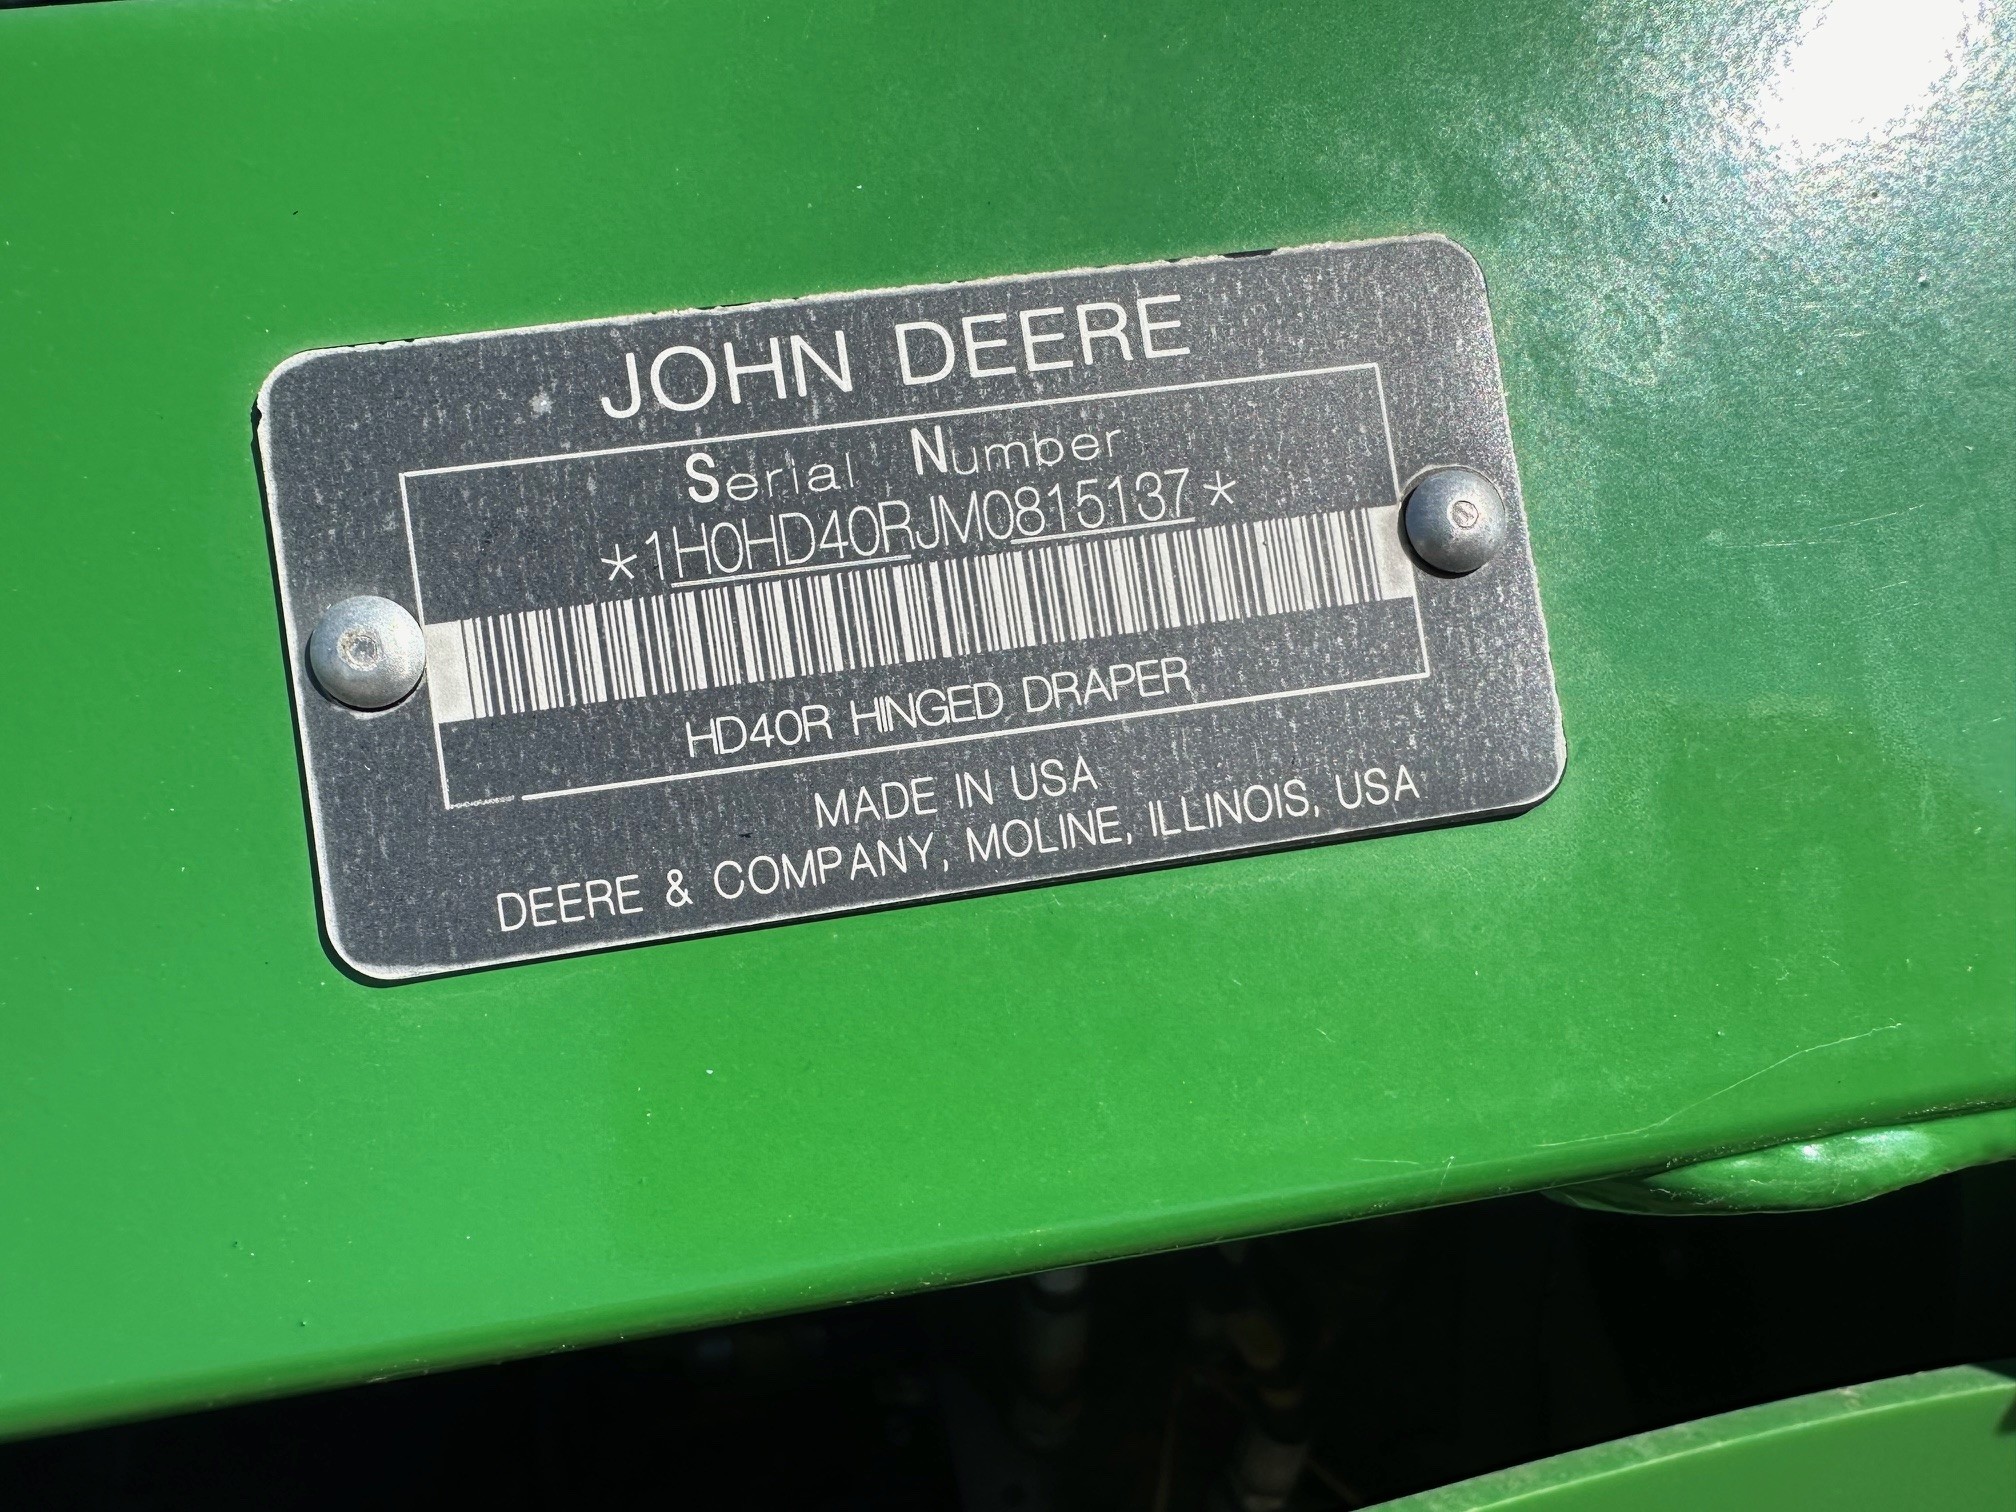 JOHN DEERE
Serial Number
*1H0HD40RJM0815137*
HD40R HINGED DRAPER
MADE IN USA
DEERE & COMPANY, MOLINE, ILLINOIS, USA